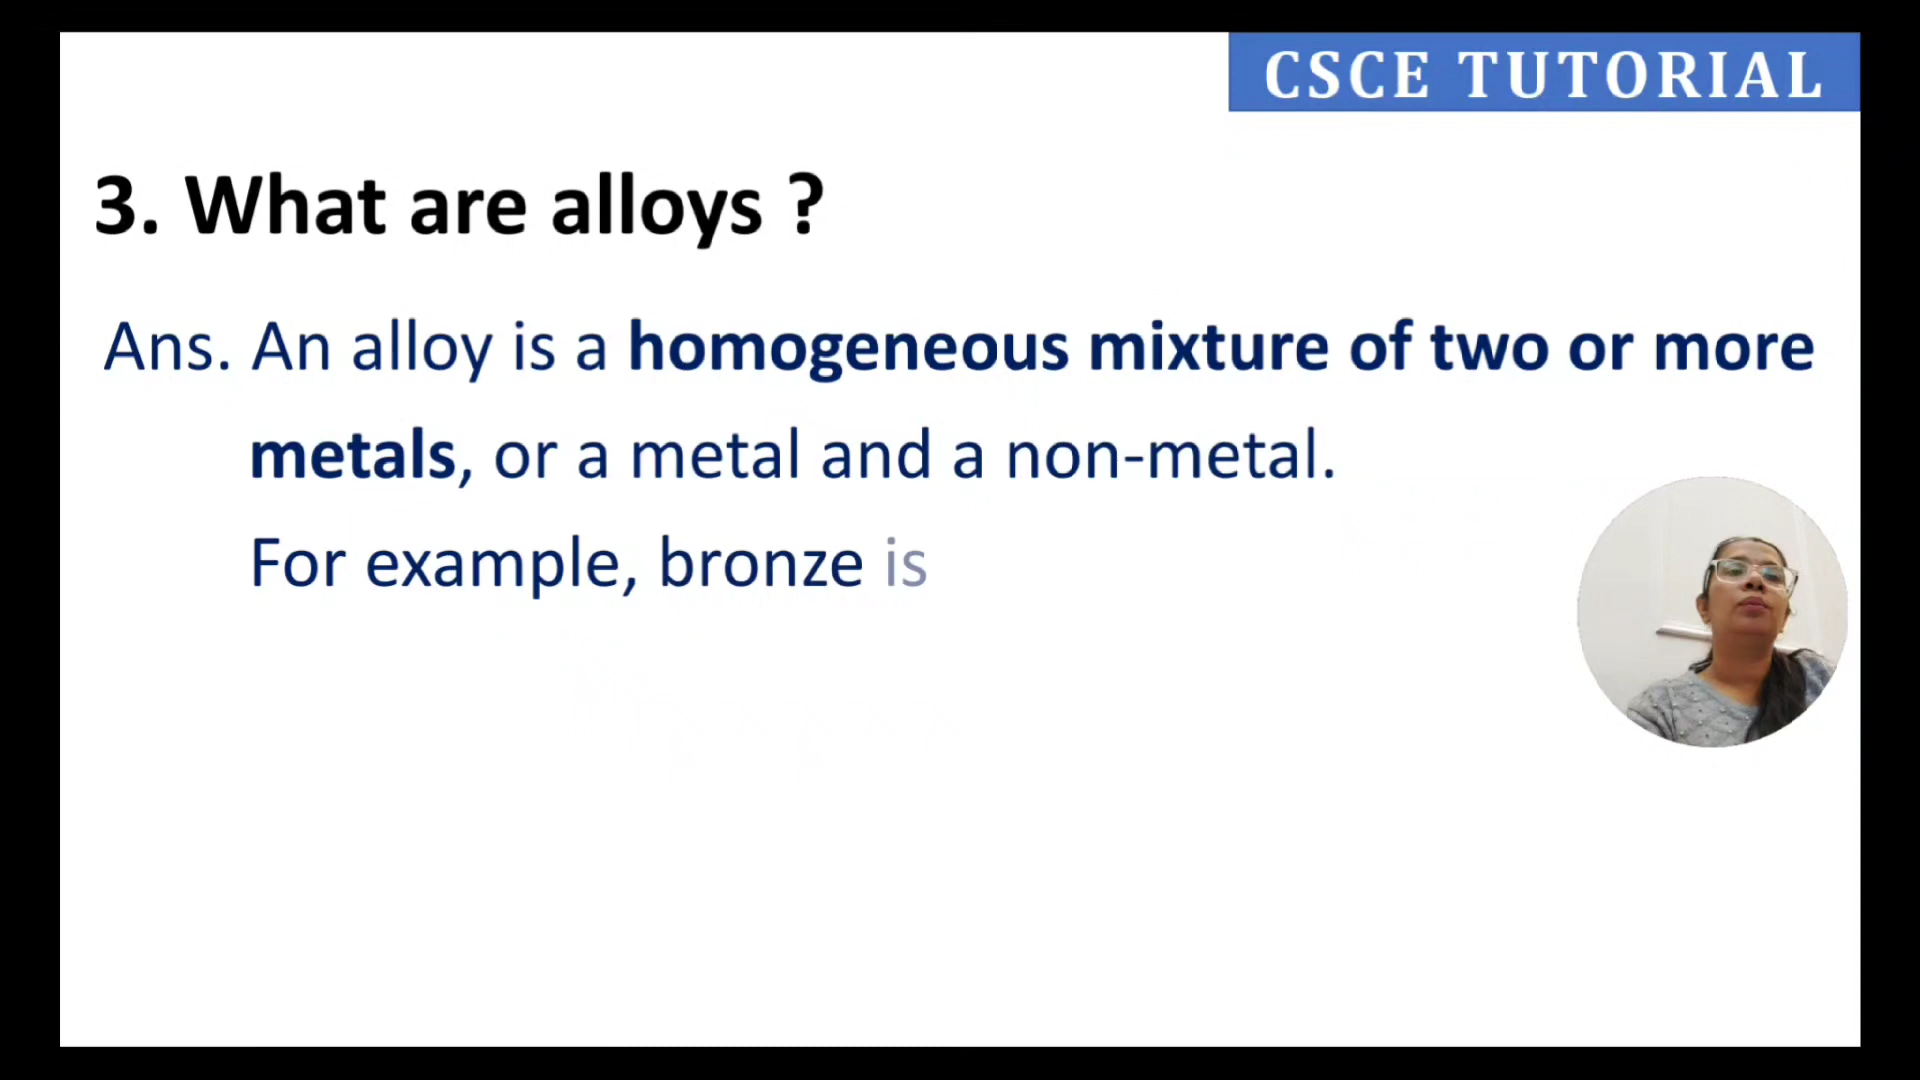 CSCE TUTORIAL
3. What are alloys ?
Ans. An alloy is a homogeneous mixture of two or more
metals, or a metal and a non-metal.
For example, bronze is